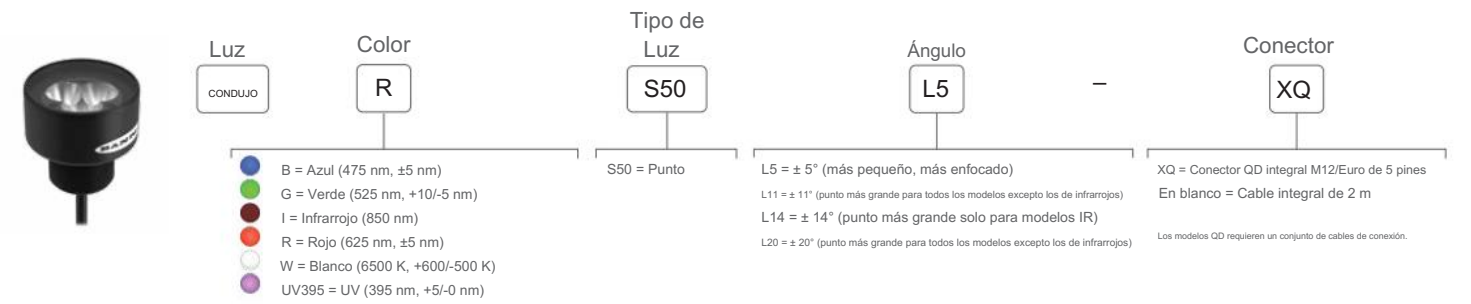 Luz
CONDUJO
Color
R
Tipo de
Luz
S50
Ángulo
L5
–
Conector
XQ
BANNER
B = Azul (475 nm, ±5 nm)
G = Verde (525 nm, +10/-5 nm)
I = Infrarrojo (850 nm)
R = Rojo (625 nm, ±5 nm)
W = Blanco (6500 K, +600/-500 K)
UV395 = UV (395 nm, +5/-0 nm)
S50 = Punto
L5 = ± 5° (más pequeño, más enfocado)
L11 = ± 11° (punto más grande para todos los modelos excepto los de infrarrojos)
L14 = ± 14° (punto más grande solo para modelos IR)
L20 = ± 20° (punto más grande para todos los modelos excepto los de infrarrojos)
XQ = Conector QD integral M12/Euro de 5 pines
En blanco = Cable integral de 2 m
Los modelos QD requieren un conjunto de cables de conexión.